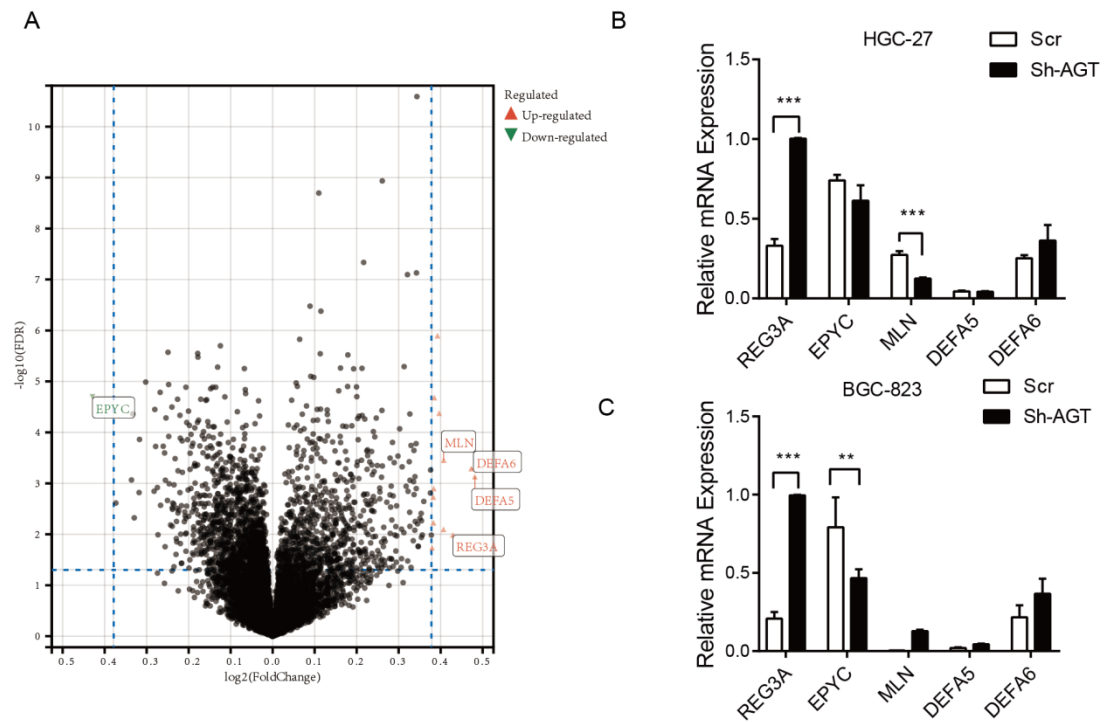 A
Regulated
Up-regulated
Down-regulated
10
9
8
7
6
5
4
3
2
1
0
-log10(FDR)
EPYC
MLN
DEFA6
DEFA5
REG3A
0.5
0.4
0.3
0.2
0.1
0.0
0.1
0.2
0.3
0.4
0.5
log2(FoldChange)
B
HGC-27
Scr
Sh-AGT
Relative mRNA Expression
1.5
1.0
0.5
0.0
***
***
REG3A
EPYC
MLN
DEFA5
DEFA6
C
BGC-823
Scr
Sh-AGT
Relative mRNA Expression
1.5
1.0
0.5
0.0
***
**
REG3A
EPYC
MLN
DEFA5
DEFA6